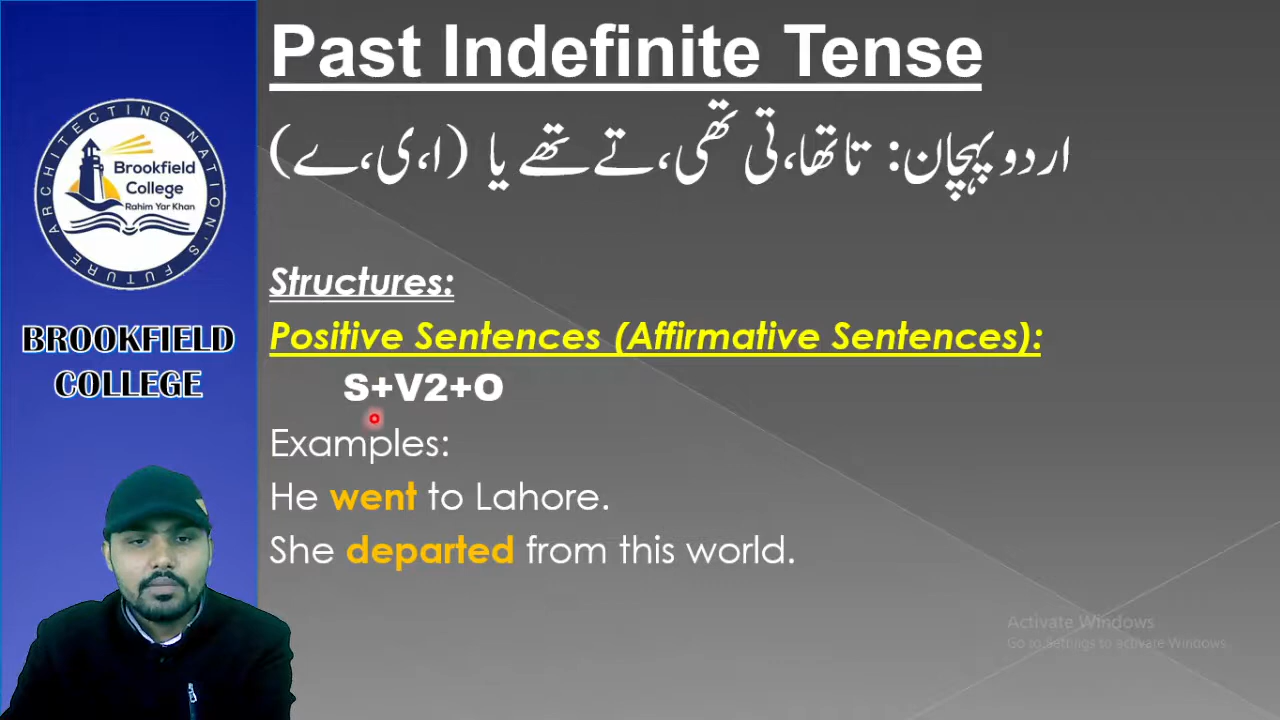 Past Indefinite Tense
اردو پہچان: تا تھا، تی تھی، تے تھے یا (ا، ی، ے)
ARCHITECTING NATION'S FUTURE
Brookfield
College
Rahim Yar Khan
BROOKFIELD
COLLEGE
Structures:
Positive Sentences (Affirmative Sentences):
S+V2+O
Examples:
He went to Lahore.
She departed from this world.
Activate Windows
Go to Settings to activate Windows.